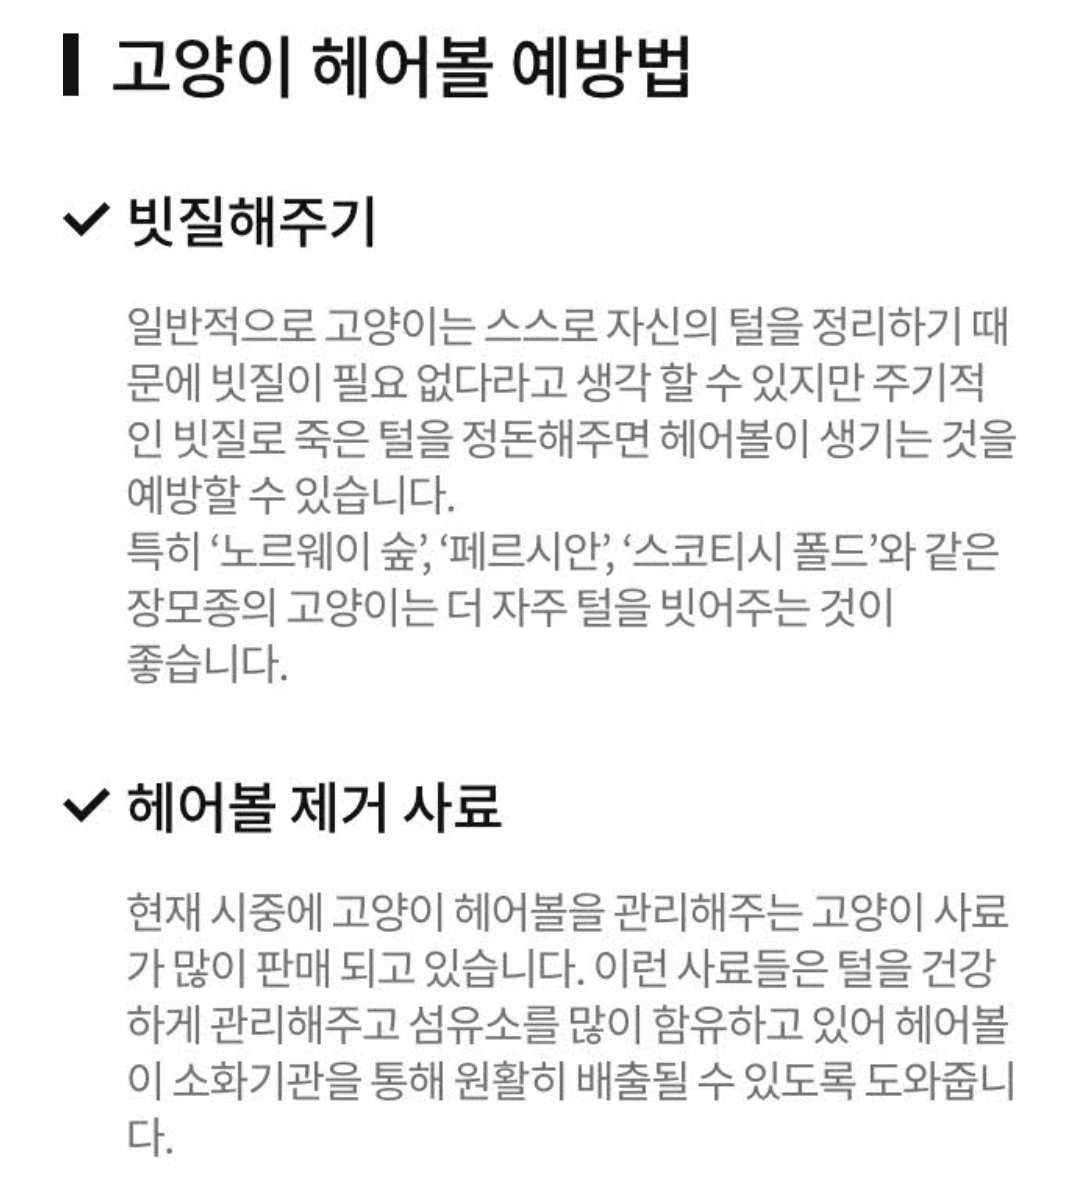 고양이 헤어볼 예방법
빗질해주기
일반적으로 고양이는 스스로 자신의 털을 정리하기 때
문에 빗질이 필요 없다라고 생각 할 수 있지만 주기적
인 빗질로 죽은 털을 정돈해주면 헤어볼이 생기는 것을
예방할 수 있습니다.
특히 ‘노르웨이 숲’, ‘페르시안’, ‘스코티시 폴드’와 같은
장모종의 고양이는 더 자주 털을 빗어주는 것이
좋습니다.
헤어볼 제거 사료
현재 시중에 고양이 헤어볼을 관리해주는 고양이 사료
가 많이 판매 되고 있습니다. 이런 사료들은 털을 건강
하게 관리해주고 섬유소를 많이 함유하고 있어 헤어볼
이 소화기관을 통해 원활히 배출될 수 있도록 도와줍니
다.